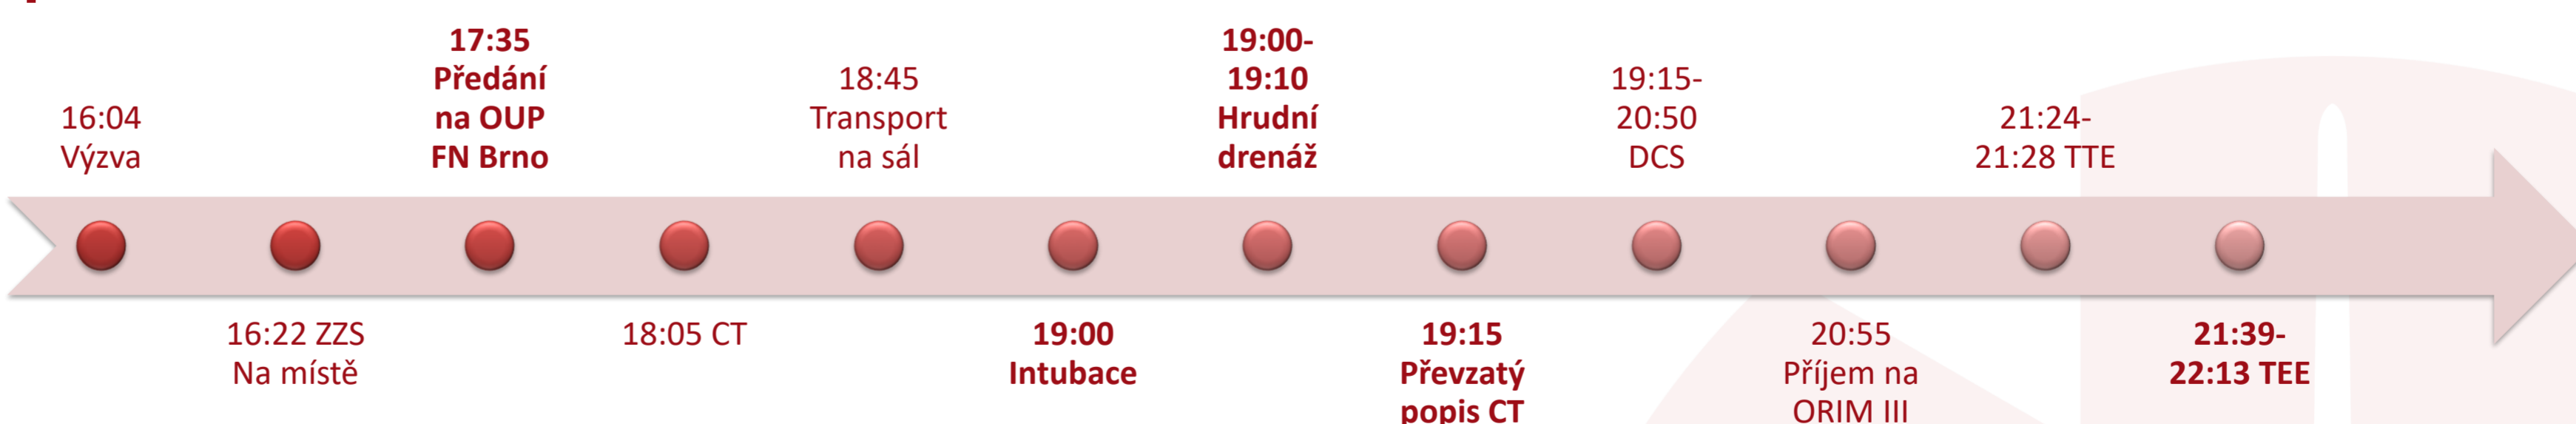 16:04
Výzva
16:22 ZZS
Na místě
17:35
Předání
na OUP
FN Brno
18:05 CT
18:45
Transport
na sál
19:00
Intubace
19:00-
19:10
Hrudní
drenáž
19:15
Převzatý
popis CT
19:15-
20:50
DCS
20:55
Příjem na
ORIM III
21:24-
21:28 TTE
21:39-
22:13 TEE